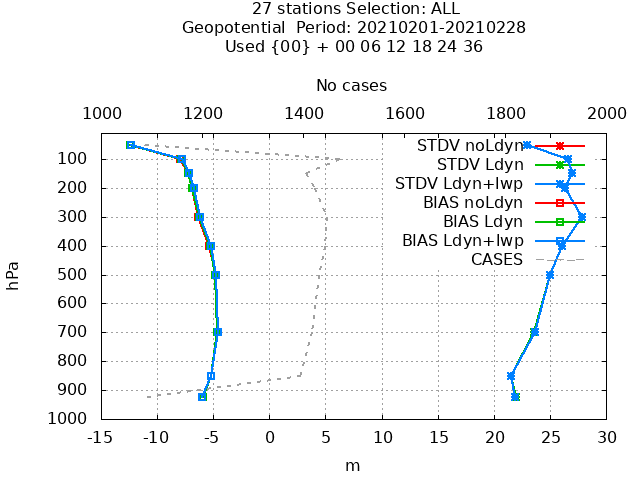 27 stations Selection: ALL
Geopotential  Period: 20210201-20210228
Used {00} + 00 06 12 18 24 36
No cases
1000 1200 1400 1600 1800 2000
STDV noLdyn
STDV Ldyn
STDV Ldyn+lwp
BIAS noLdyn
BIAS Ldyn
BIAS Ldyn+lwp
CASES
100
200
300
400
500
600
700
800
900
1000
hPa
-15 -10 -5 0 5 10 15 20 25 30
m